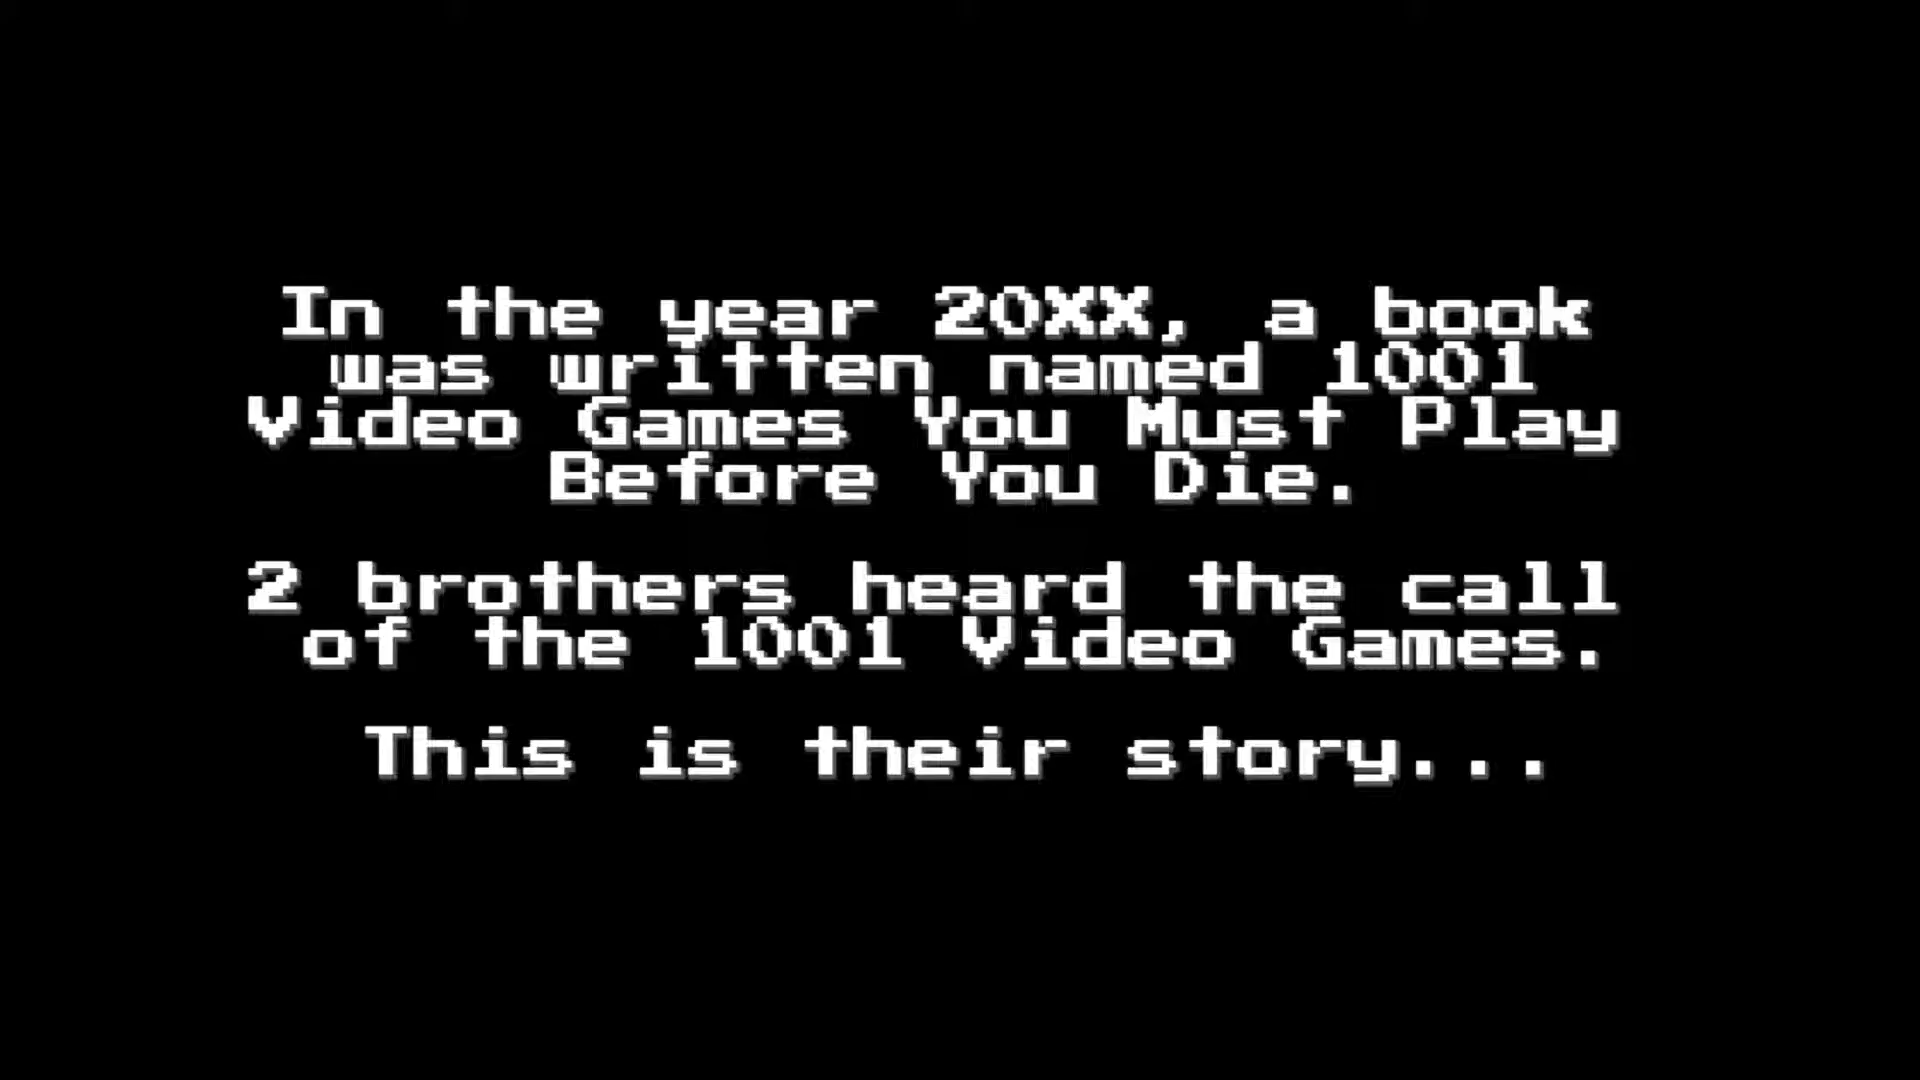 In the year 20XX, a book
was written named 1001
Video Games You Must Play
Before You Die.
2 brothers heard the call
of the 1001 Video Games.
This is their story...